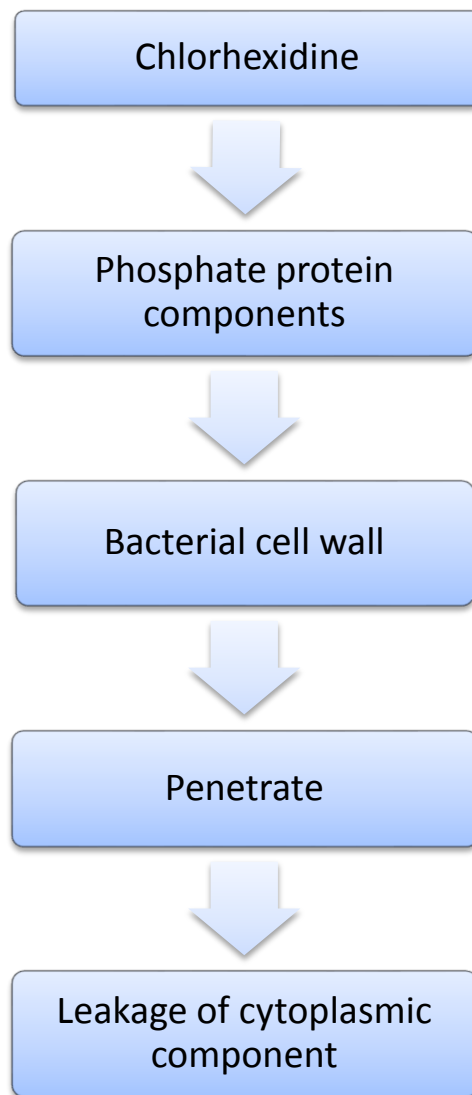 Chlorhexidine
Phosphate protein
components
Bacterial cell wall
Penetrate
Leakage of cytoplasmic
component